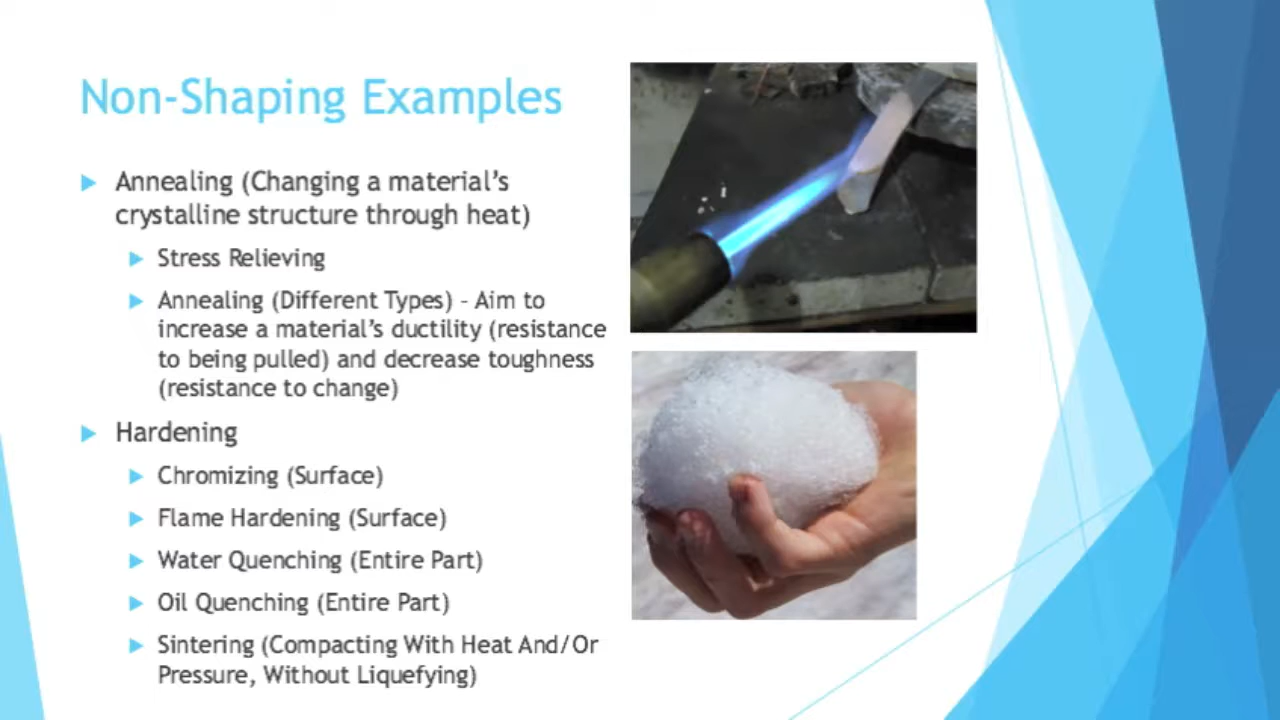 Non-Shaping Examples
Annealing (Changing a material's
crystalline structure through heat)
Stress Relieving
Annealing (Different Types) - Aim to
increase a material's ductility (resistance
to being pulled) and decrease toughness
(resistance to change)
Hardening
Chromizing (Surface)
Flame Hardening (Surface)
Water Quenching (Entire Part)
Oil Quenching (Entire Part)
Sintering (Compacting With Heat And/Or
Pressure, Without Liquefying)